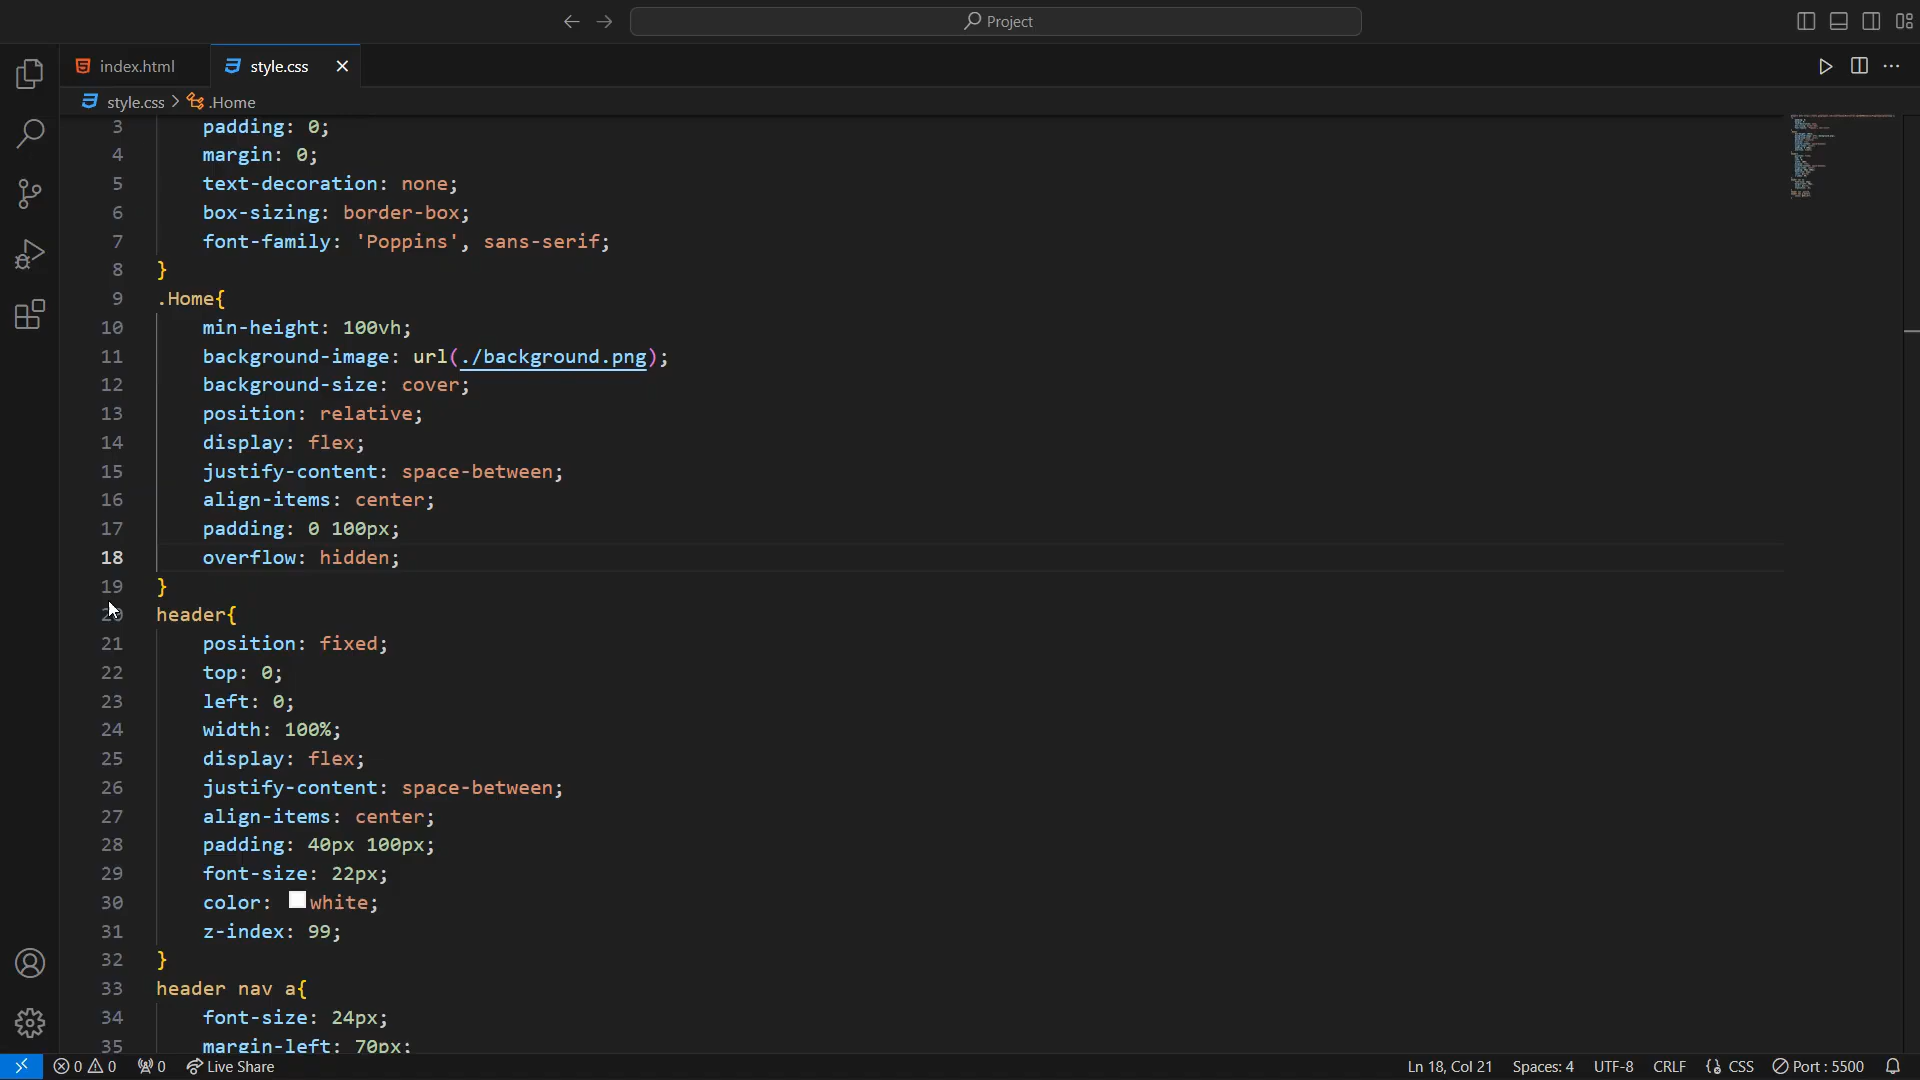 Project
index.html style.css
style.css > .Home
3 padding: 0;
4 margin: 0;
5 text-decoration: none;
6 box-sizing: border-box;
7 font-family: 'Poppins', sans-serif;
8 }
9 .Home{
10 min-height: 100vh;
11 background-image: url(./background.png);
12 background-size: cover;
13 position: relative;
14 display: flex;
15 justify-content: space-between;
16 align-items: center;
17 padding: 0 100px;
18 overflow: hidden;
19 }
20 header{
21 position: fixed;
22 top: 0;
23 left: 0;
24 width: 100%;
25 display: flex;
26 justify-content: space-between;
27 align-items: center;
28 padding: 40px 100px;
29 font-size: 22px;
30 color: white;
31 z-index: 99;
32 }
33 header nav a{
34 font-size: 24px;
35 margin-left: 70px;
0 0 0 Live Share Ln 18, Col 21 Spaces: 4 UTF-8 CRLF {} CSS Port : 5500